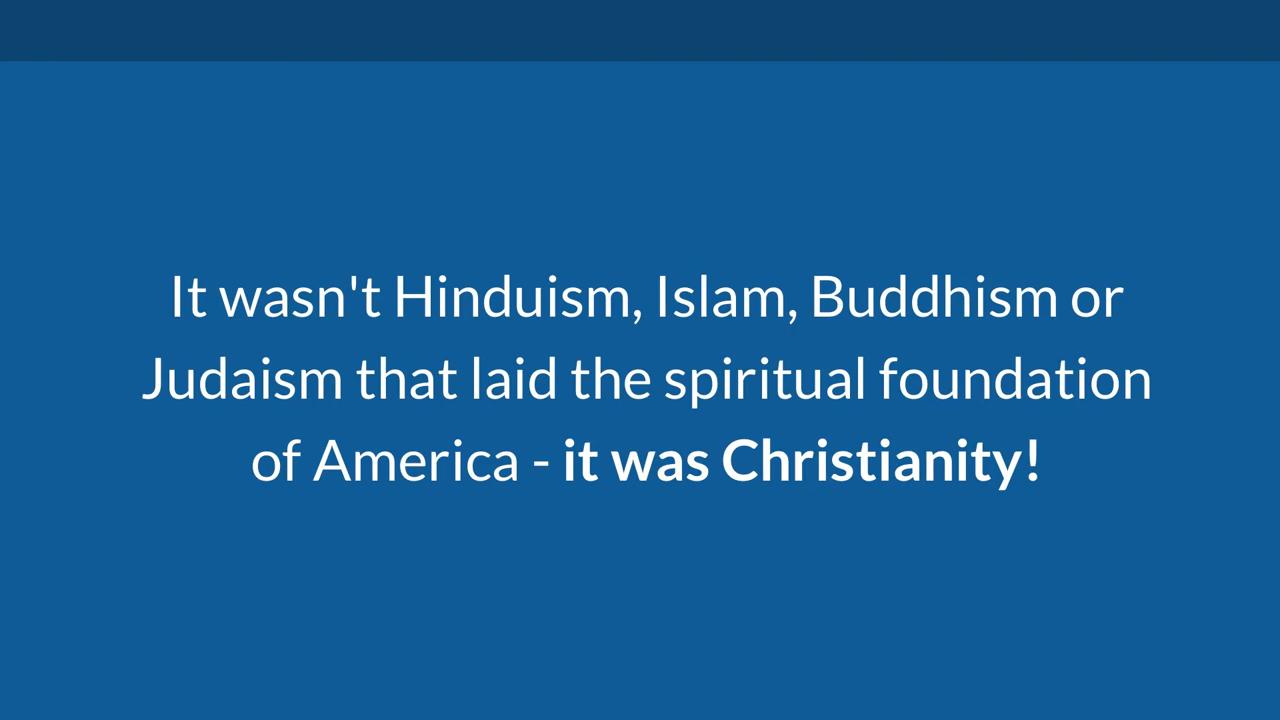 It wasn't Hinduism, Islam, Buddhism or
Judaism that laid the spiritual foundation
of America - it was Christianity!